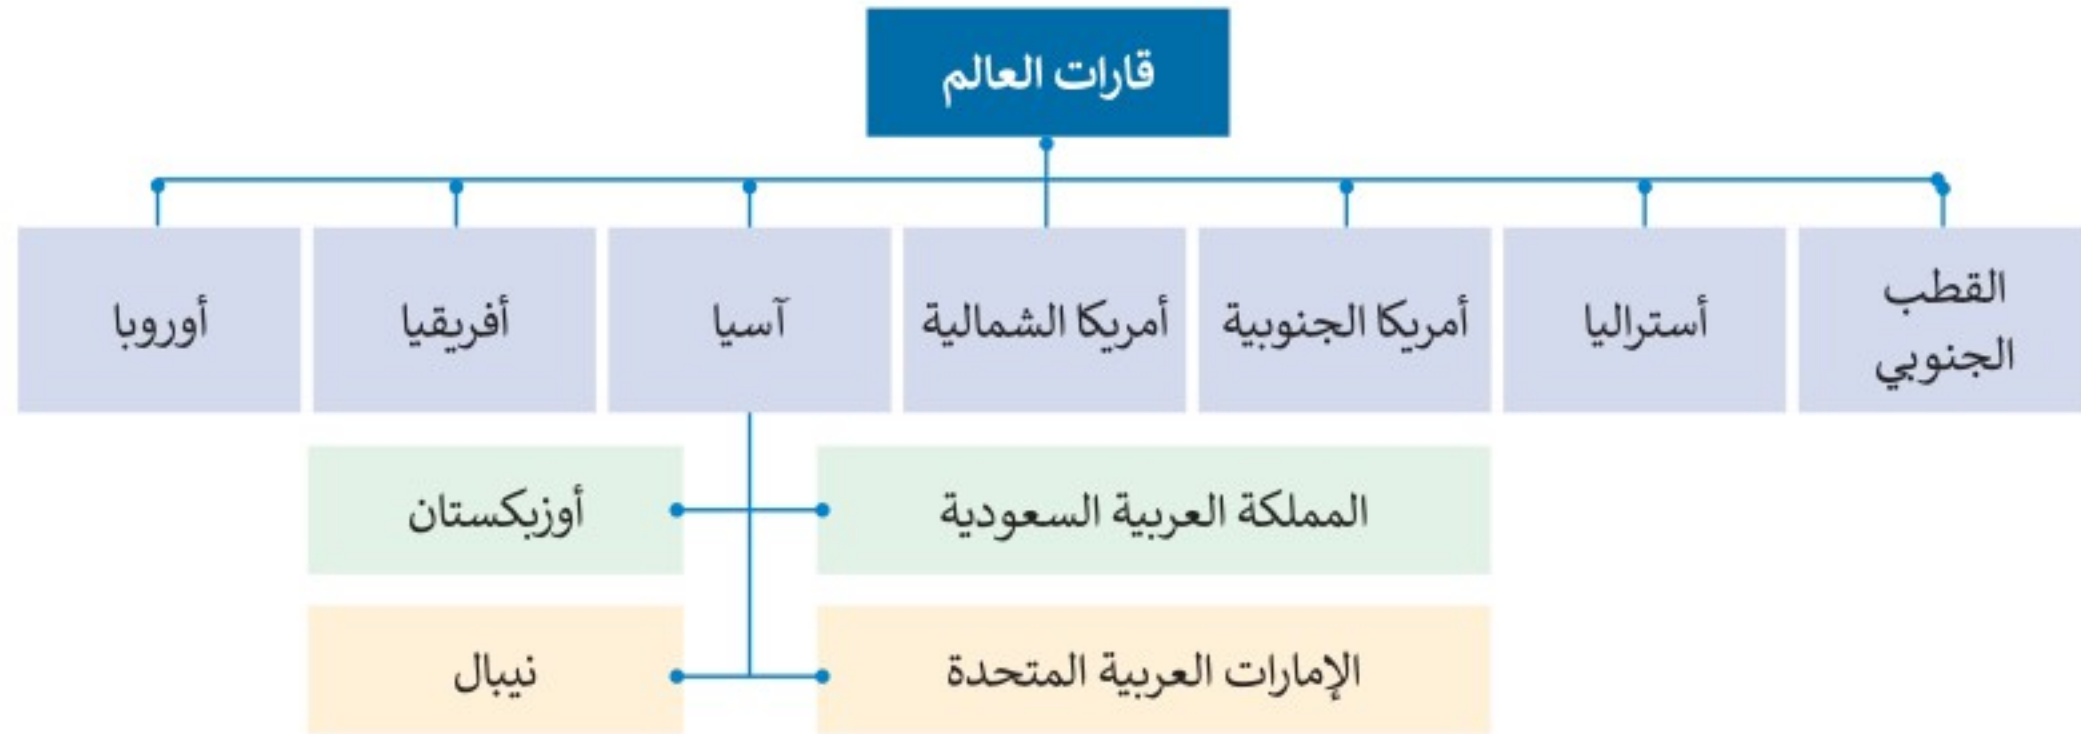 قارات العالم
القطب
الجنوبي
أستراليا
أمريكا الجنوبية
أمريكا الشمالية
آسيا
أفريقيا
أوروبا
المملكة العربية السعودية
أوزبكستان
الإمارات العربية المتحدة
نيبال